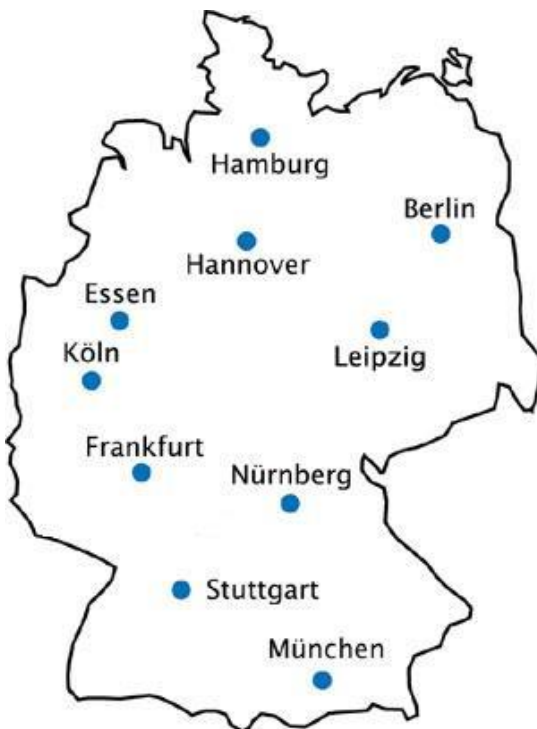 Hamburg
Berlin
Hannover
Essen
Leipzig
Köln
Frankfurt
Nürnberg
Stuttgart
München